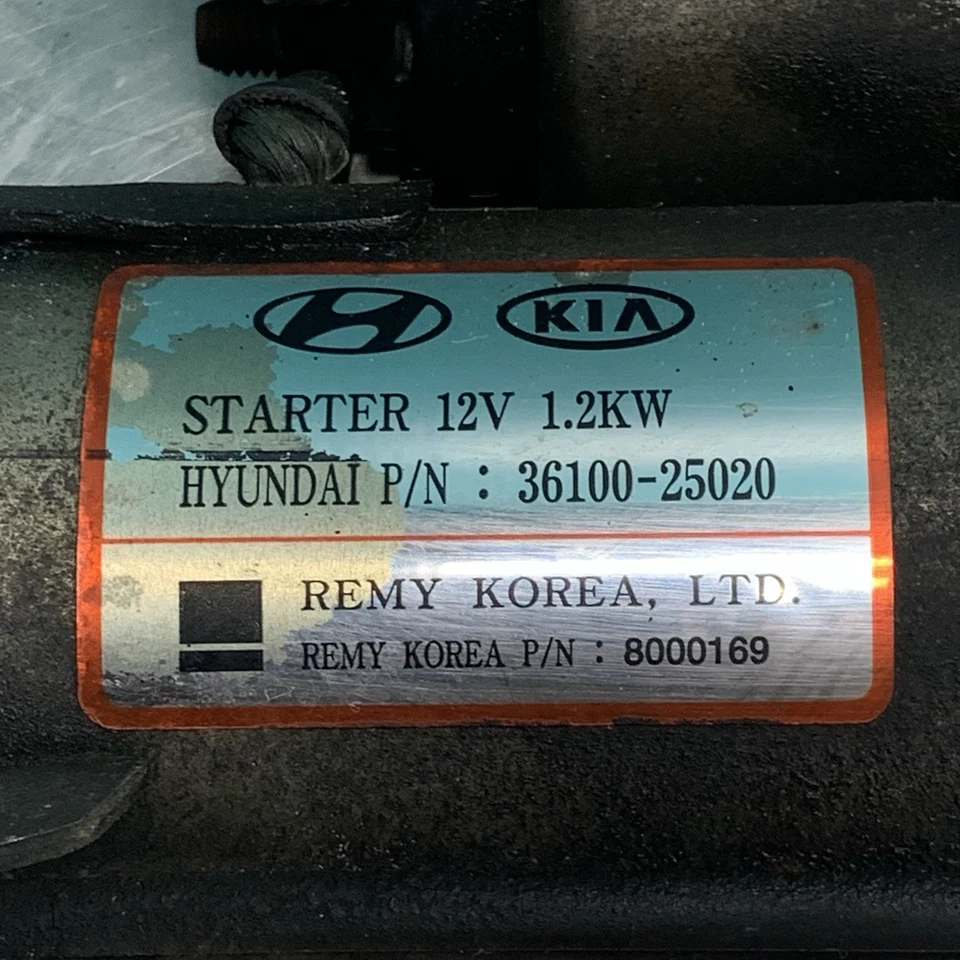 KIA
STARTER 12V 1.2KW
HYUNDAI P/N : 36100-25020
REMY KOREA, LTD.
REMY KOREA P/N : 8000169